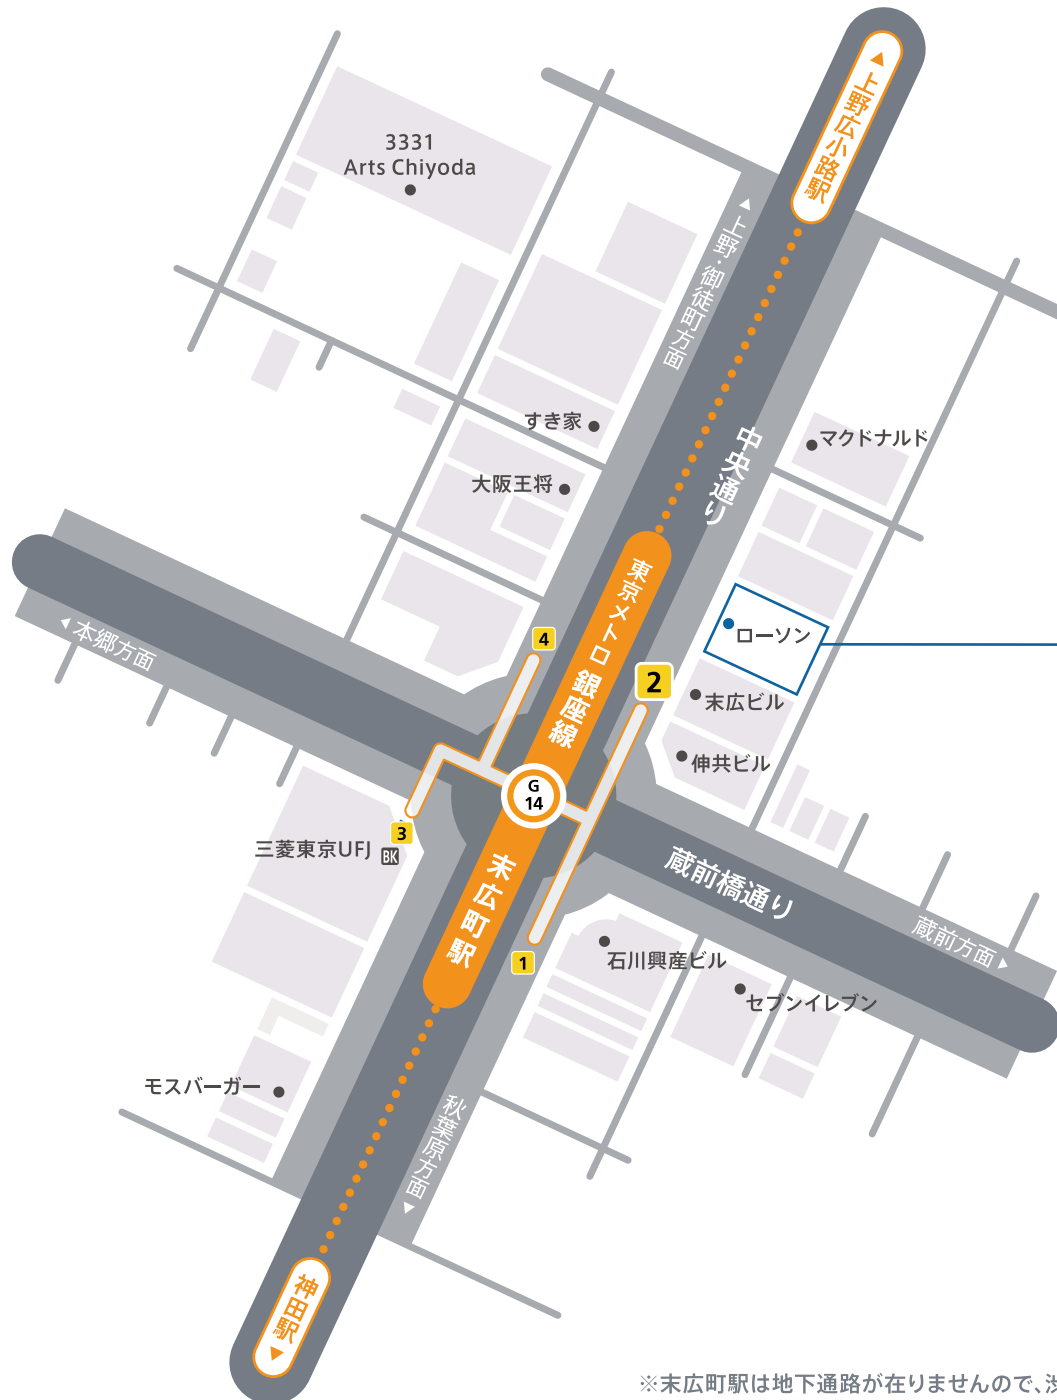 上野広小路駅
3331
Arts Chiyoda
上野・御徒町方面
すき家
マクドナルド
中央通り
大阪王将
東京メトロ 銀座線
4
ローソン
本郷方面
2
末広ビル
伸共ビル
G
14
3
三菱東京UFJ
BK
蔵前橋通り
末広町駅
蔵前方面
1
石川興産ビル
セブンイレブン
モスバーガー
秋葉原方面
神田駅
※末広町駅は地下通路が在りませんので、